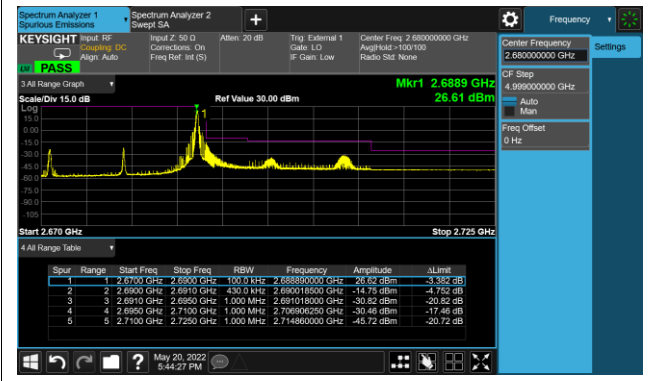 Spectrum Analyzer 1
Spurious Emissions
Spectrum Analyzer 2
Swept SA
Frequency
KEYSIGHT
Input: RF
Coupling: DC
Align: Auto
Input Z: 50 Ω
Corrections: On
Freq Ref: Int (S)
Atten: 20 dB
Trig: External 1
Gate: LO
IF Gain: Low
Center Freq: 2.680000000 GHz
Avg|Hold:>100/100
Radio Std: None
PASS
3 All Range Graph
Mkr1 2.6889 GHz
Scale/Div 15.0 dB
Ref Value 30.00 dBm
26.61 dBm
Log
15.0
0.00
-15.0
-30.0
-45.0
-60.0
-75.0
-90.0
-105
1
Start 2.670 GHz
Stop 2.725 GHz
4 All Range Table
Spur Range Start Freq Stop Freq RBW Frequency Amplitude ΔLimit
1 1 2.6700 GHz 2.6900 GHz 100.0 kHz 2.688890000 GHz 26.62 dBm -3.382 dB
2 2 2.6900 GHz 2.6910 GHz 430.0 kHz 2.690018500 GHz -14.75 dBm -4.752 dB
3 3 2.6910 GHz 2.6950 GHz 1.000 MHz 2.691018000 GHz -30.82 dBm -20.82 dB
4 4 2.6950 GHz 2.7100 GHz 1.000 MHz 2.706906250 GHz -30.46 dBm -17.46 dB
5 5 2.7100 GHz 2.7250 GHz 1.000 MHz 2.714860000 GHz -45.72 dBm -20.72 dB
Center Frequency
2.680000000 GHz
Settings
CF Step
4.999000000 GHz
Auto
Man
Freq Offset
0 Hz
May 20, 2022
5:44:27 PM